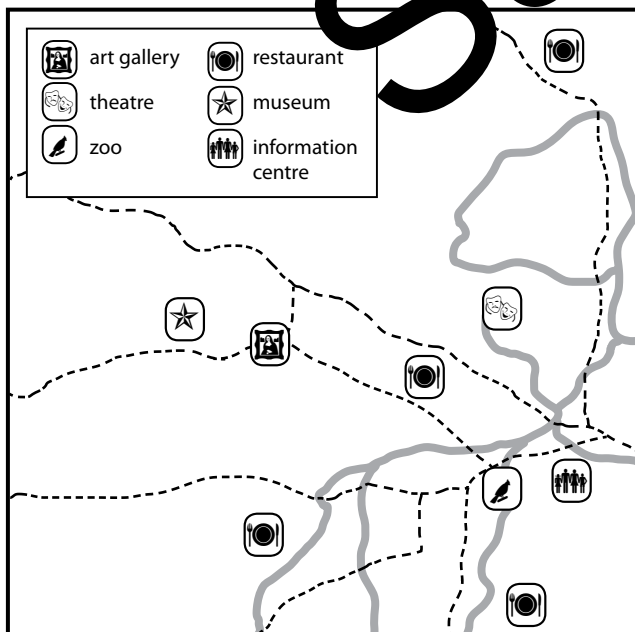 art gallery
restaurant
theatre
museum
zoo
information
centre